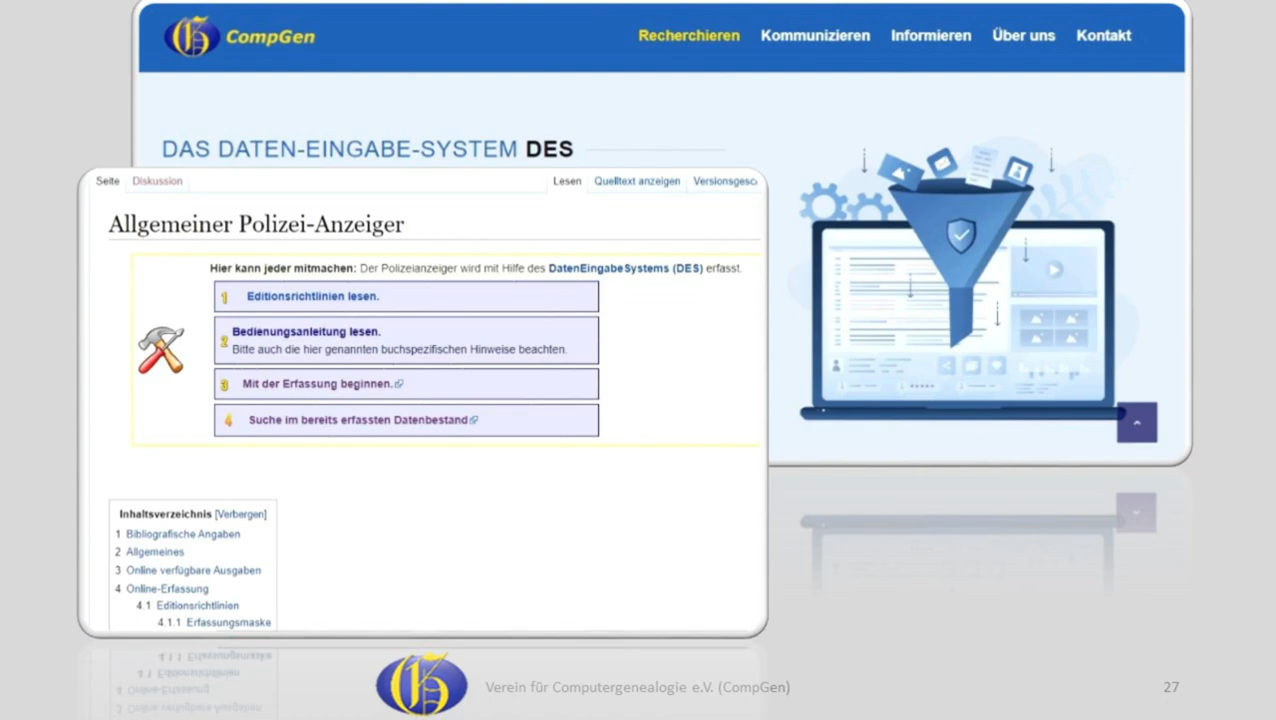 CompGen
Recherchieren Kommunizieren Informieren Über uns Kontakt
DAS DATEN-EINGABE-SYSTEM DES
Seite Diskussion Lesen Quelltext anzeigen
Allgemeiner Polizei-Anzeiger
Hier kann jeder mitmachen: Der Polizeianzeiger wird mit Hilfe des DatenEingabeSystems (DES) erfasst.
1 Editionsrichtlinien lesen.
2 Bedienungsanleitung lesen.
Bitte auch die hier genannten buchspezifischen Hinweise beachten.
3 Mit der Erfassung beginnen.
4 Suche im bereits erfassten Datenbestand
Inhaltsverzeichnis [Verbergen]
1 Bibliografische Angaben
2 Allgemeines
3 Online verfügbare Ausgaben
4 Online-Erfassung
4.1 Editionsrichtlinien
4.1.1 Erfassungsmaske
Verein für Computergenealogie e.V. (CompGen)
27